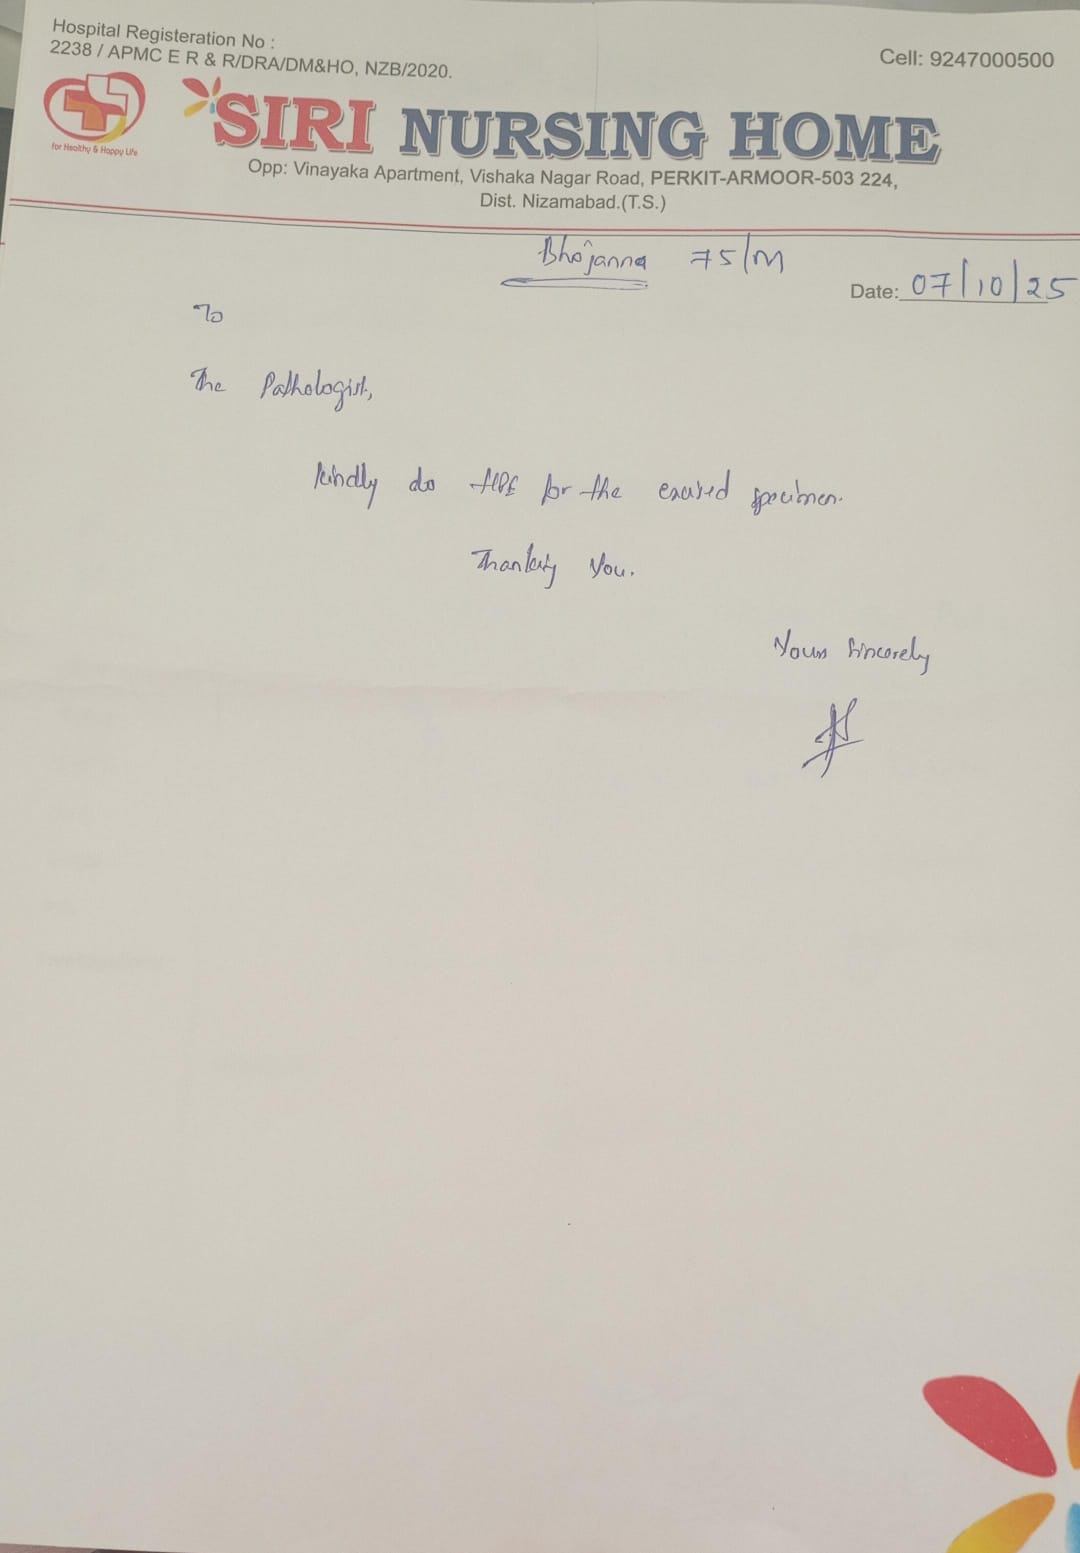 Hospital Registeration No :
2238 / APMC E R & R/DRA/DM&HO, NZB/2020.
Cell: 9247000500
for Healthy & Happy Life
SIRI NURSING HOME
Opp: Vinayaka Apartment, Vishaka Nagar Road, PERKIT-ARMOOR-503 224,
Dist. Nizamabad.(T.S.)
Bhojanna 75/M
Date: 07/10/25
To
The Pathologist,
kindly do HPE for the excised specimen.
Thanking You.
Yours Sincerely